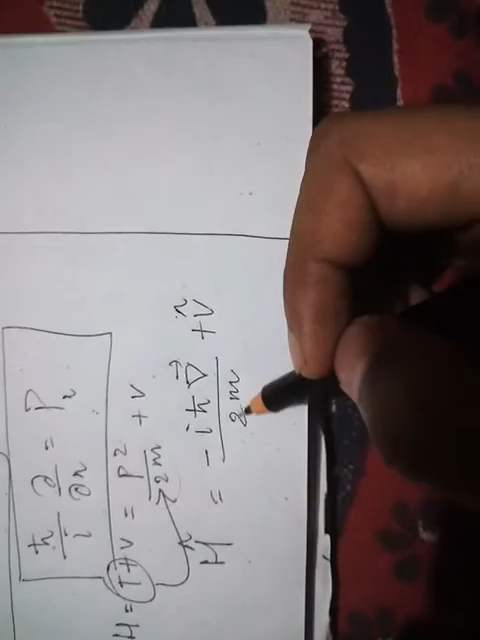 ħ/i ∂/∂x = Pₓ
H = T+V = P²/2m + V
Ĥ = -iħ∇⃗/2m + V̂